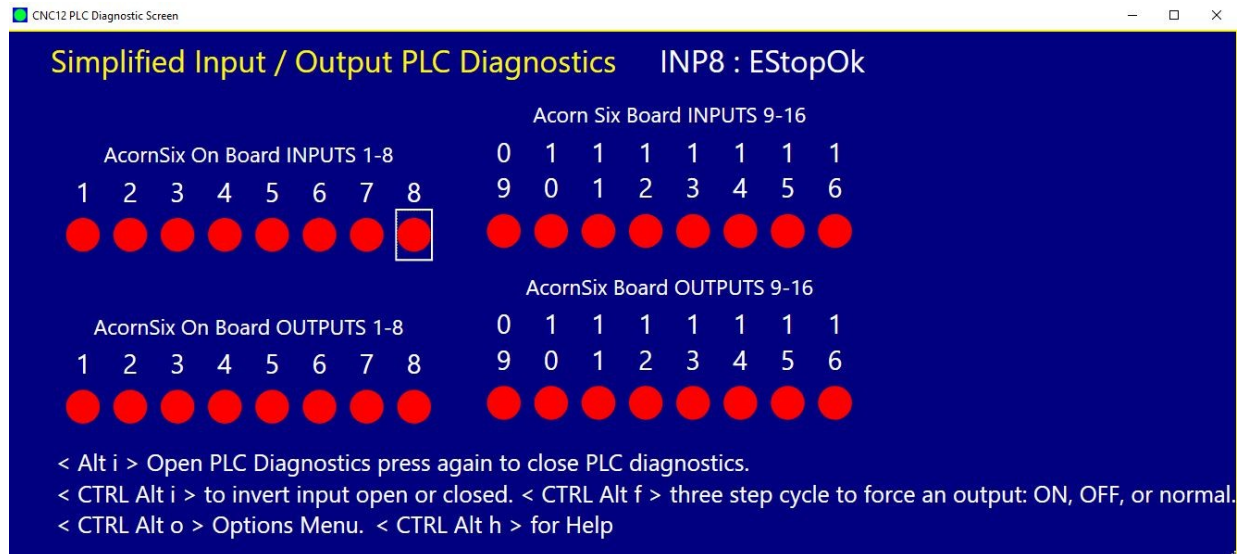 CNC12 PLC Diagnostic Screen
Simplified Input / Output PLC Diagnostics INP8 : EStopOk
AcornSix On Board INPUTS 1-8
1 2 3 4 5 6 7 8
Acorn Six Board INPUTS 9-16
0 1 1 1 1 1 1 1
9 0 1 2 3 4 5 6
AcornSix On Board OUTPUTS 1-8
1 2 3 4 5 6 7 8
AcornSix Board OUTPUTS 9-16
0 1 1 1 1 1 1 1
9 0 1 2 3 4 5 6
< Alt i > Open PLC Diagnostics press again to close PLC diagnostics.
< CTRL Alt i > to invert input open or closed. < CTRL Alt f > three step cycle to force an output: ON, OFF, or normal.
< CTRL Alt o > Options Menu. < CTRL Alt h > for Help